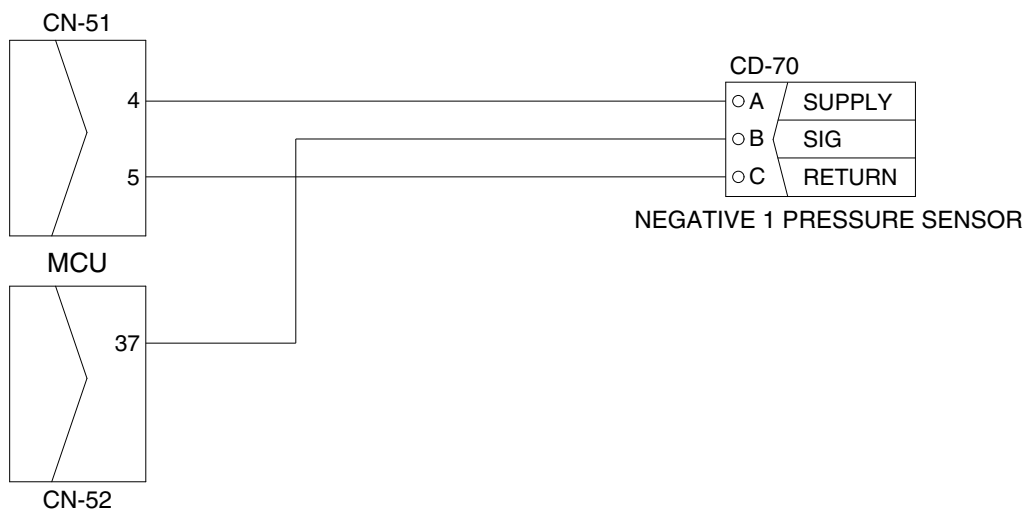 CN-51
CD-70
4
A SUPPLY
B SIG
5
C RETURN
NEGATIVE 1 PRESSURE SENSOR
MCU
37
CN-52